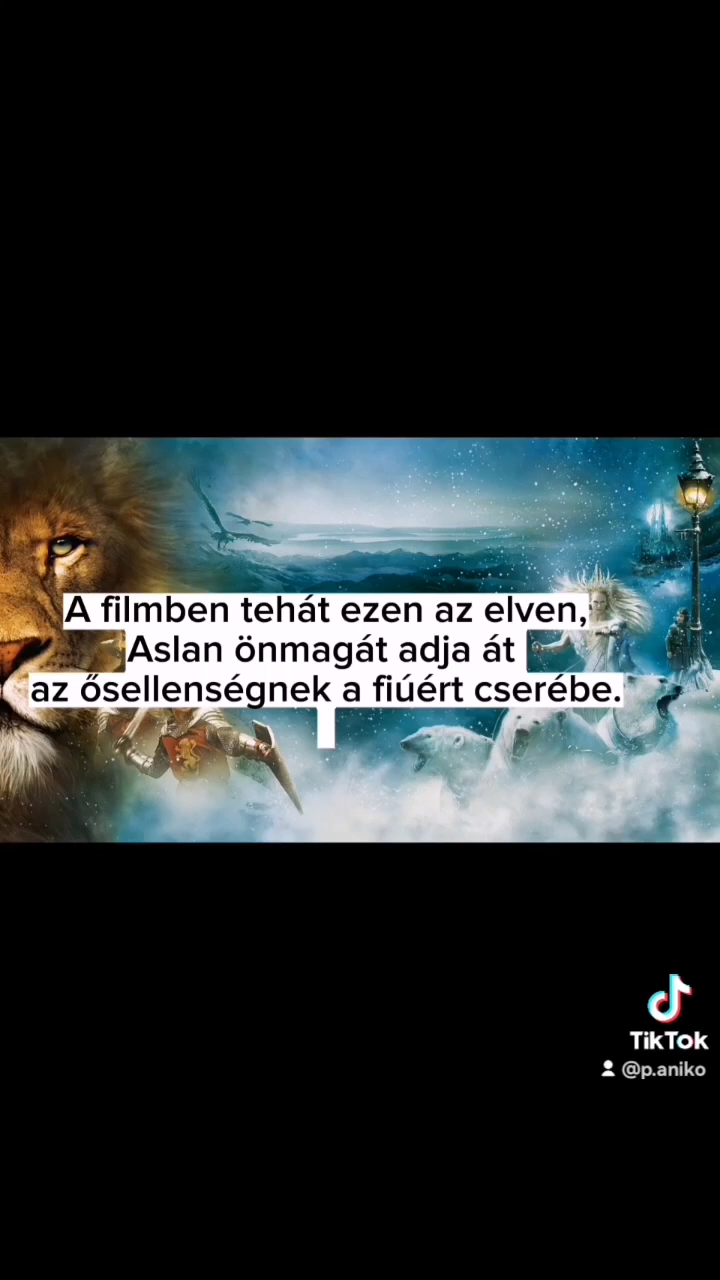 A filmben tehát ezen az elven,
Aslan önmagát adja át
az ősellenségnek a fiúért cserébe.
TikTok
@p.aniko